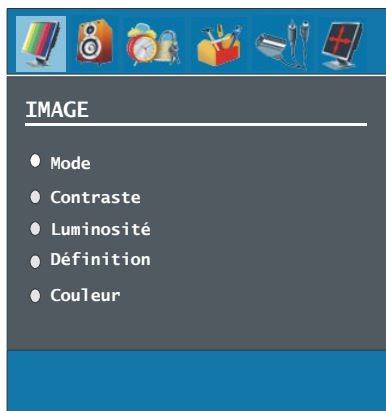 IMAGE
Mode
Contraste
Luminosité
Définition
Couleur